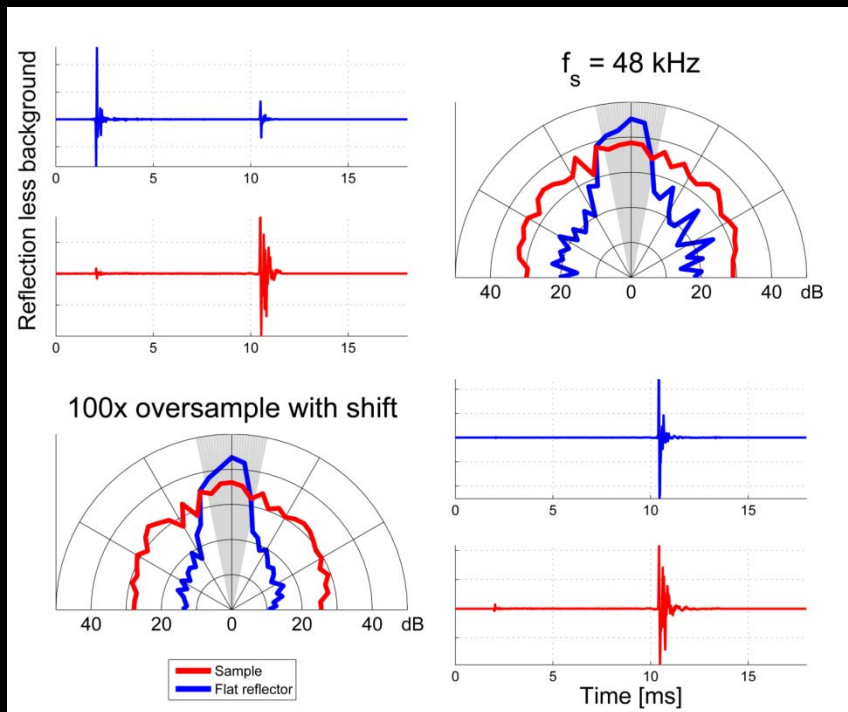 Reflection less background
0 5 10 15
0 5 10 15
f_s = 48 kHz
40 20 0 20 40 dB
100x oversample with shift
40 20 0 20 40 dB
Sample
Flat reflector
0 5 10 15
0 5 10 15
Time [ms]